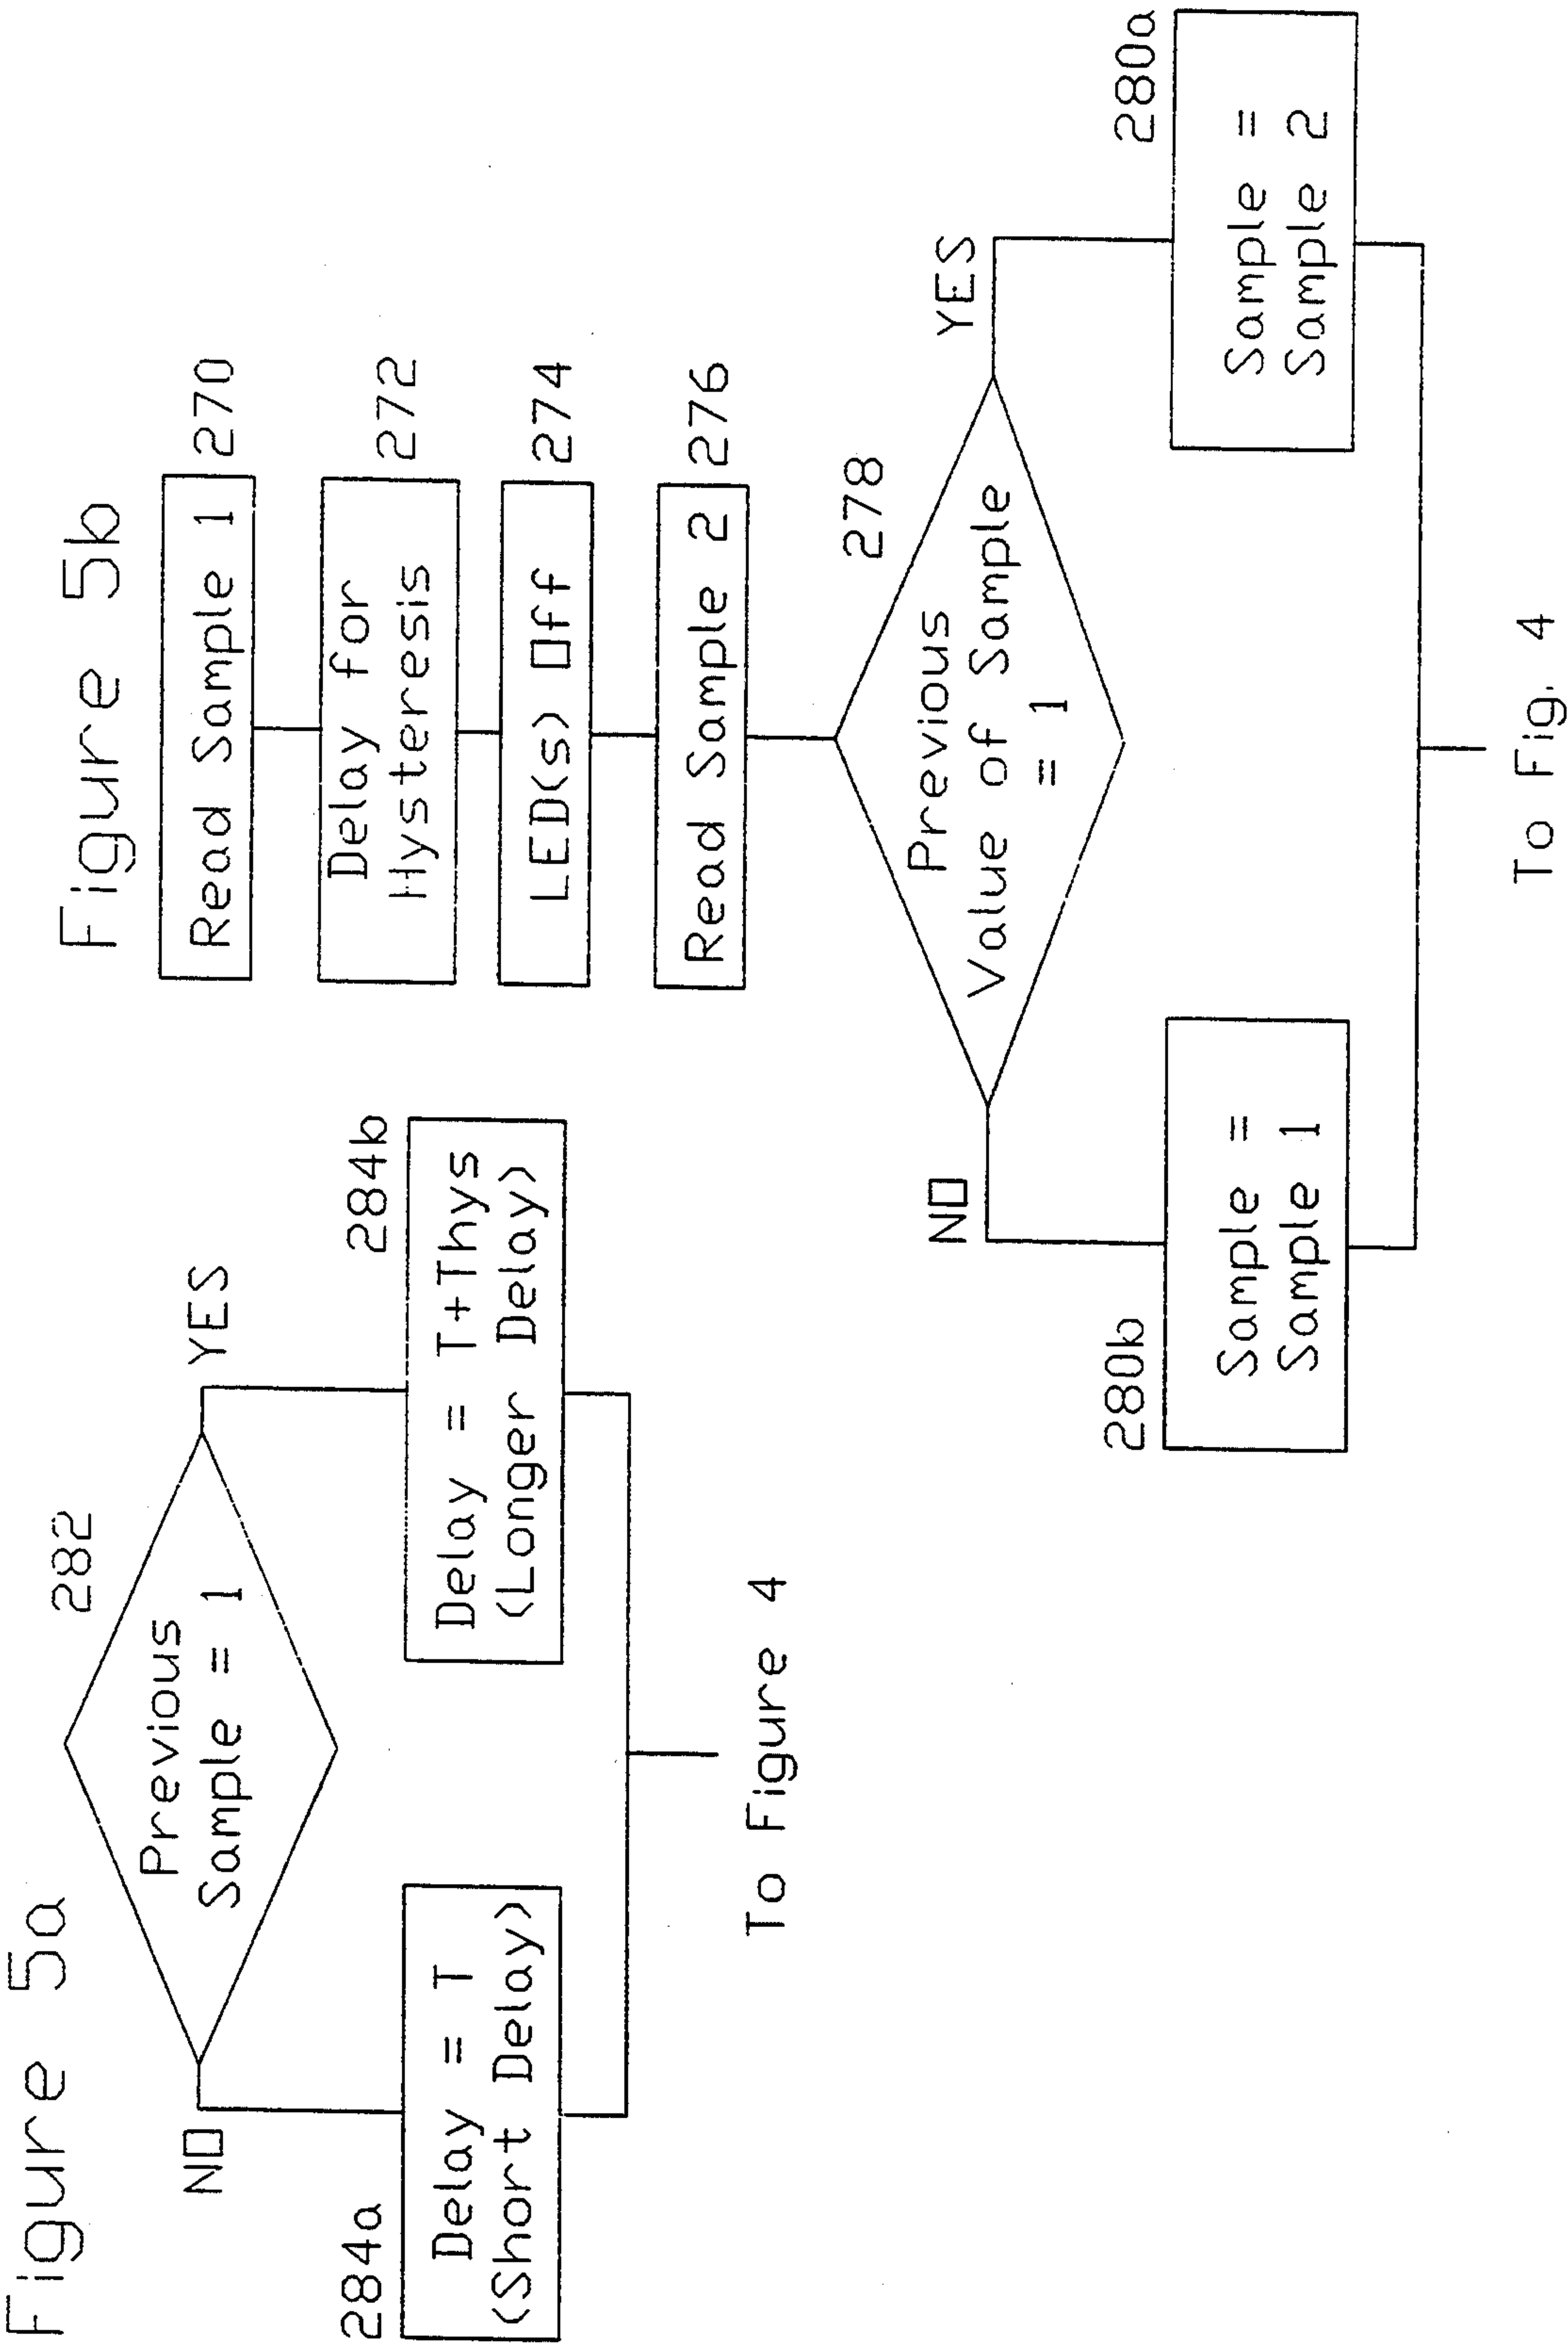 Figure 5a
282
Previous
Sample = 1
NO
YES
284a
Delay = T
(Short Delay)
284b
Delay = T+Thys
(Longer Delay)
To Figure 4
Figure 5b
Read Sample 1
270
Delay for
Hysteresis
272
LED(s) Off
274
Read Sample 2
276
278
Previous
Value of Sample
= 1
NO
YES
280b
Sample =
Sample 1
280a
Sample =
Sample 2
To Fig. 4